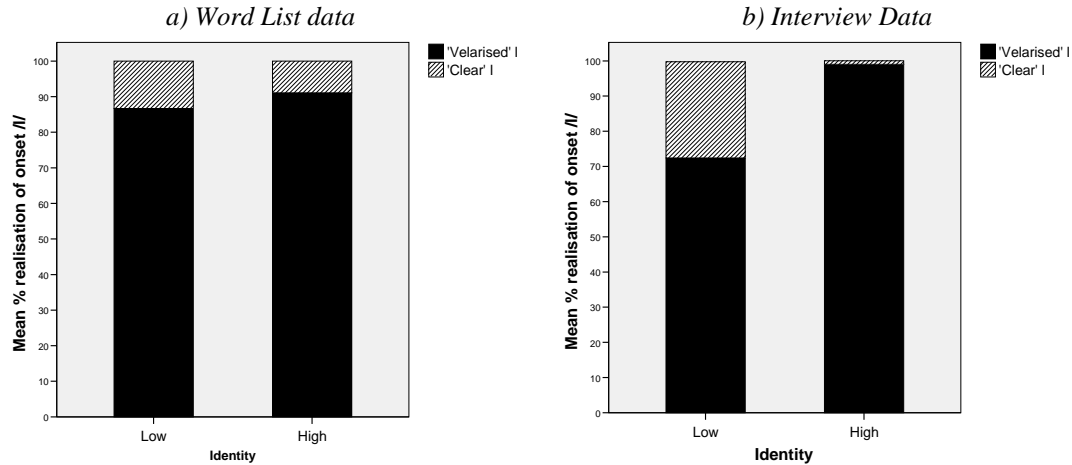 a) Word List data
'Velarised' l
'Clear' l
Mean % realisation of onset /l/
100
90
80
70
60
50
40
30
20
10
0
Low High
Identity
b) Interview Data
'Velarised' l
'Clear' l
Mean % realisation of onset /l/
100
90
80
70
60
50
40
30
20
10
0
Low High
Identity